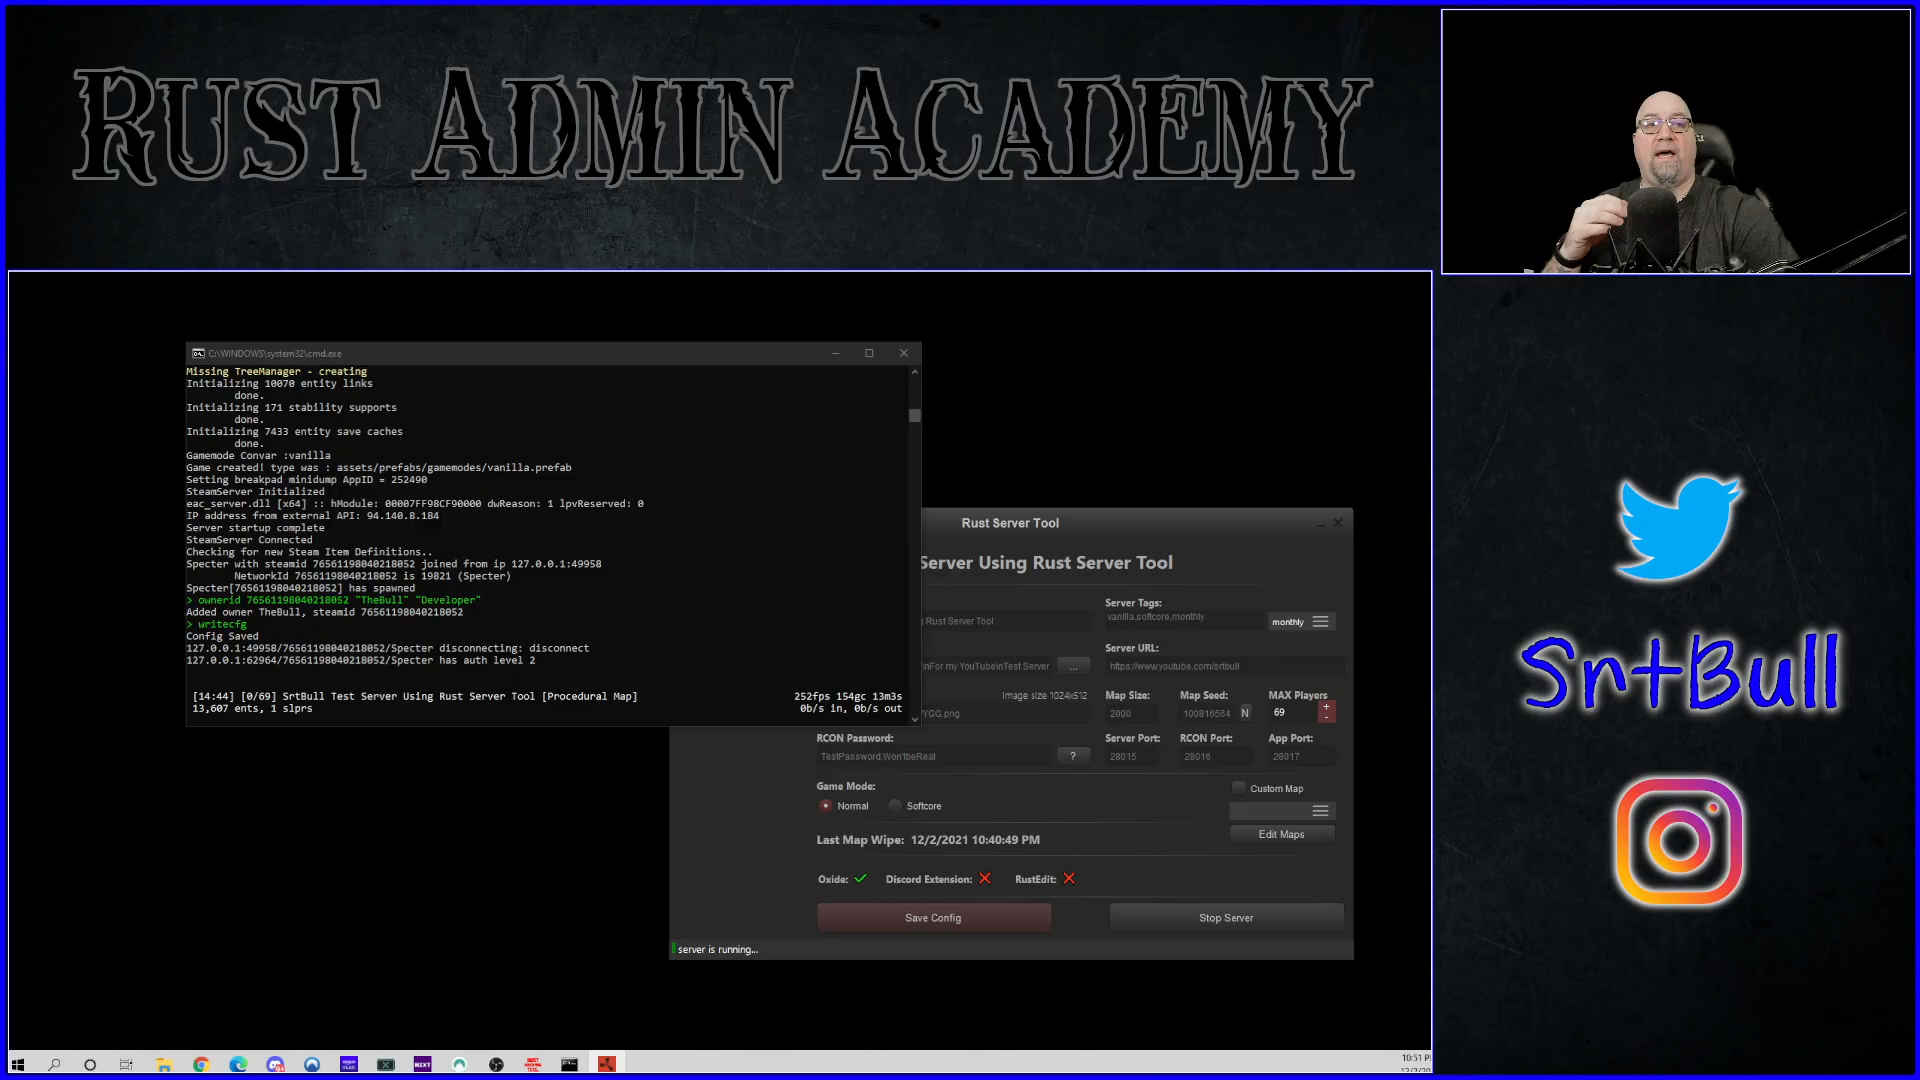 RUST ADMIN ACADEMY
C:\WINDOWS\system32\cmd.exe
Missing TreeManager - creating
Initializing 10070 entity links
done.
Initializing 171 stability supports
done.
Initializing 7433 entity save caches
done.
Gamemode Convar :vanilla
Game created! type was : assets/prefabs/gamemodes/vanilla.prefab
Setting breakpad minidump AppID = 252490
SteamServer Initialized
eac_server.dll [x64] :: hModule: 00007FF98CF90000 dwReason: 1 lpvReserved: 0
IP address from external API: 94.140.8.184
Server startup complete
SteamServer Connected
Checking for new Steam Item Definitions..
Specter with steamid 76561198040218052 joined from ip 127.0.0.1:49958
NetworkId 76561198040218052 is 19821 (Specter)
Specter[76561198040218052] has spawned
> ownerid 76561198040218052 "TheBull" "Developer"
Added owner TheBull, steamid 76561198040218052
> writecfg
Config Saved
127.0.0.1:49958/76561198040218052/Specter disconnecting: disconnect
127.0.0.1:62964/76561198040218052/Specter has auth level 2
[14:44] [0/69] SrtBull Test Server Using Rust Server Tool [Procedural Map] 252fps 154gc 13m3s
13,607 ents, 1 slprs 0b/s in, 0b/s out
Rust Server Tool
Server Using Rust Server Tool
Server Tags:
Rust Server Tool vanilla,softcore,monthly monthly
Server URL:
\nFor my YouTube\nTest Server ... https://www.youtube.com/srtbull
Image size 1024x512 Map Size: Map Seed: MAX Players
YGG.png 2000 100816564 N 69 + -
RCON Password: Server Port: RCON Port: App Port:
TestPassword,Won'tbeReal ? 28015 28016 28017
Game Mode: Custom Map
Normal Softcore
Edit Maps
Last Map Wipe: 12/2/2021 10:40:49 PM
Oxide: Discord Extension: RustEdit:
Save Config Stop Server
server is running...
SrtBull
NZXT
10:51 P